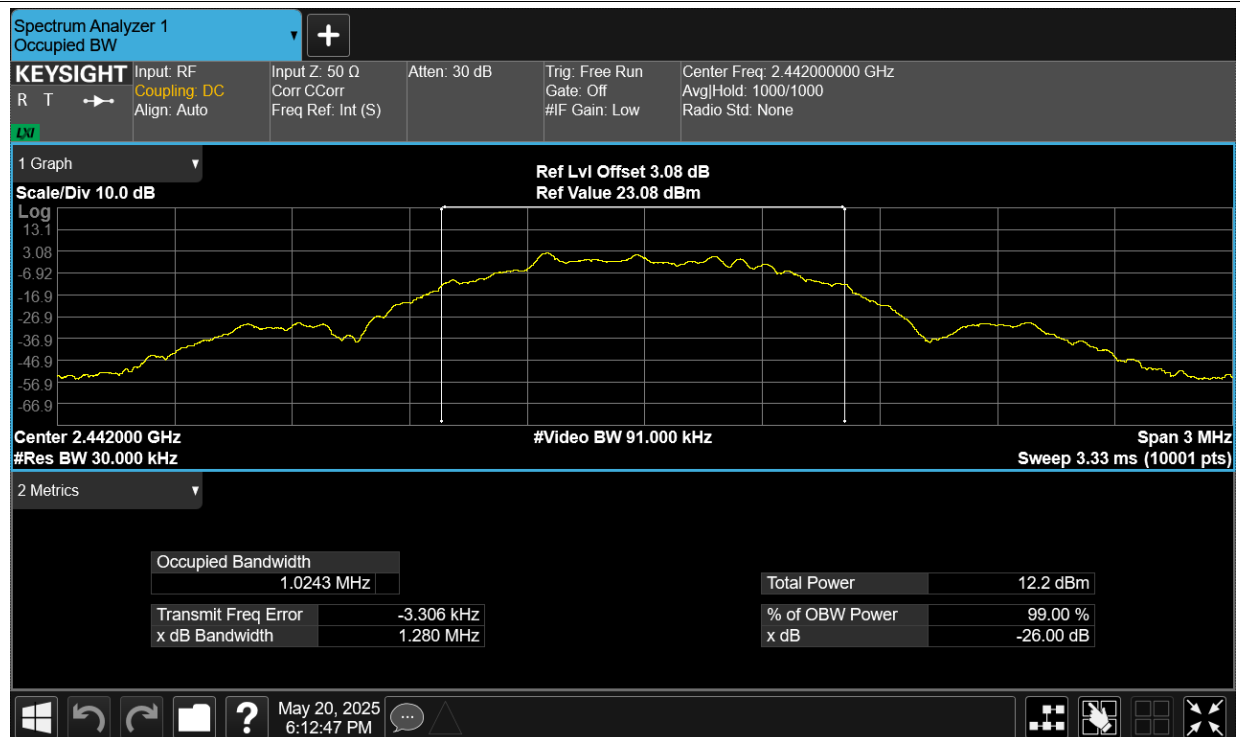 Spectrum Analyzer 1
Occupied BW
KEYSIGHT
R T
LXI
Input: RF
Coupling: DC
Align: Auto
Input Z: 50 Ω
Corr CCorr
Freq Ref: Int (S)
Atten: 30 dB
Trig: Free Run
Gate: Off
#IF Gain: Low
Center Freq: 2.442000000 GHz
Avg|Hold: 1000/1000
Radio Std: None
1 Graph
Scale/Div 10.0 dB
Ref Lvl Offset 3.08 dB
Ref Value 23.08 dBm
Log
13.1
3.08
-6.92
-16.9
-26.9
-36.9
-46.9
-56.9
-66.9
Center 2.442000 GHz
#Video BW 91.000 kHz
Span 3 MHz
#Res BW 30.000 kHz
Sweep 3.33 ms (10001 pts)
2 Metrics
Occupied Bandwidth
1.0243 MHz
Total Power 12.2 dBm
Transmit Freq Error -3.306 kHz
% of OBW Power 99.00 %
x dB Bandwidth 1.280 MHz
x dB -26.00 dB
?
May 20, 2025
6:12:47 PM